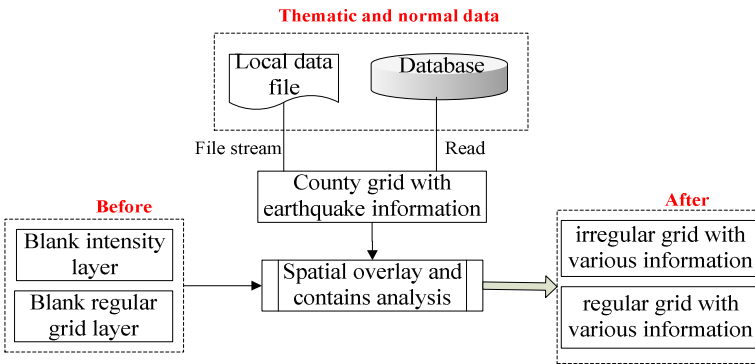 Thematic and normal data
Local data
file
Database
File stream
Read
County grid with
earthquake information
Before
Blank intensity
layer
Blank regular
grid layer
Spatial overlay and
contains analysis
After
irregular grid with
various information
regular grid with
various information